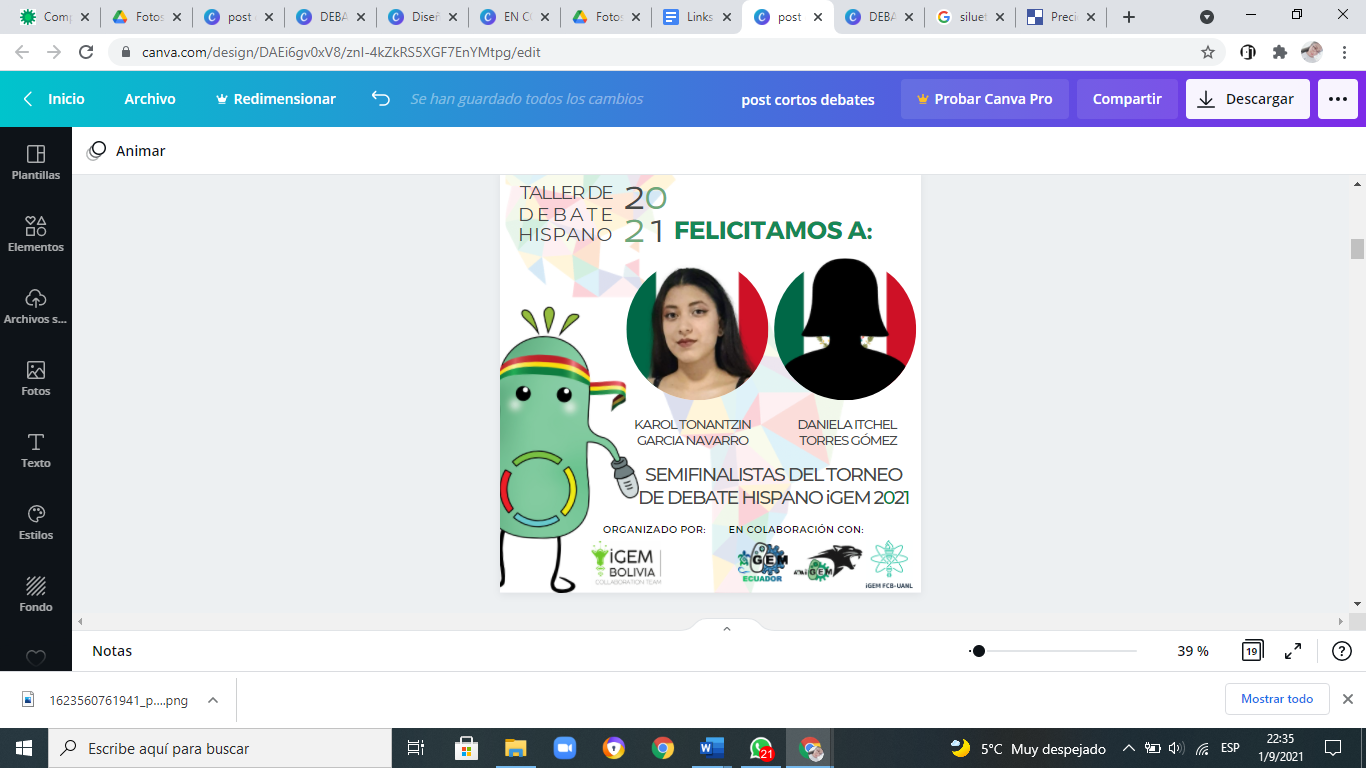 Comp
Fotos
post
DEBA
Diseñ
EN CO
Fotos
Links
post
DEBA
siluet
Preci
canva.com/design/DAEi6gv0xV8/znI-4kZkRS5XGF7EnYMtpg/edit
Inicio
Archivo
Redimensionar
Se han guardado todos los cambios
post cortos debates
Probar Canva Pro
Compartir
Descargar
Animar
Plantillas
Elementos
Archivos s...
Fotos
Texto
Estilos
Fondo
TALLER DE
DEBATE
HISPANO
20
21
FELICITAMOS A:
KAROL TONANTZIN
GARCIA NAVARRO
DANIELA ITCHEL
TORRES GÓMEZ
SEMIFINALISTAS DEL TORNEO
DE DEBATE HISPANO iGEM 2021
ORGANIZADO POR:
EN COLABORACIÓN CON:
iGEM
BOLIVIA
COLLABORATION TEAM
iGEM
ECUADOR
iGEM FCB-UANL
Notas
39 %
19
1623560761941_p....png
Mostrar todo
Escribe aquí para buscar
21
5°C Muy despejado
ESP
22:35
1/9/2021